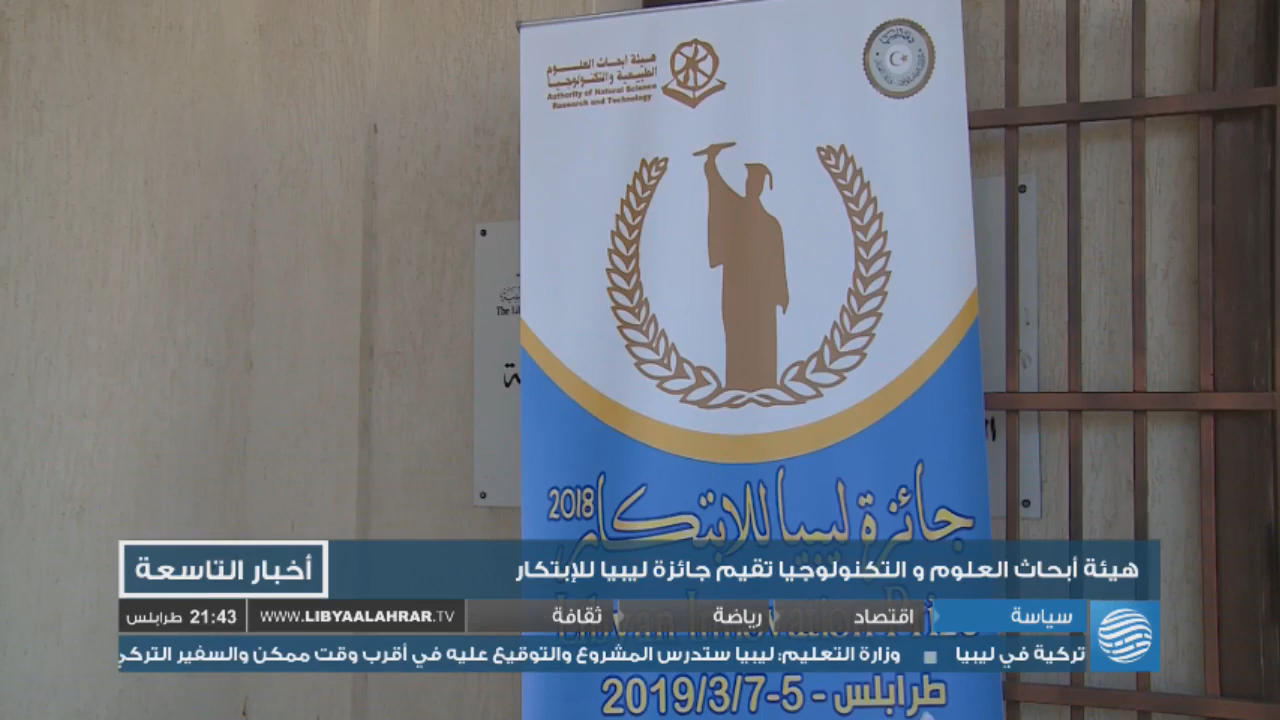 هيئة أبحاث العلوم
الطبيعية والتكنولوجيا
Authority of Natural Science
Research and Technology
The Li
جائزة ليبيا للابتكار 2018
هيئة أبحاث العلوم و التكنولوجيا تقيم جائزة ليبيا للإبتكار
أخبار التاسعة
سياسة
اقتصاد
رياضة
ثقافة
WWW.LIBYAALAHRAR.TV
21:43 طرابلس
تركية في ليبيا ■ وزارة التعليم: ليبيا ستدرس المشروع والتوقيع عليه في أقرب وقت ممكن والسفير التركي
طرابلس - 5-2019/3/7